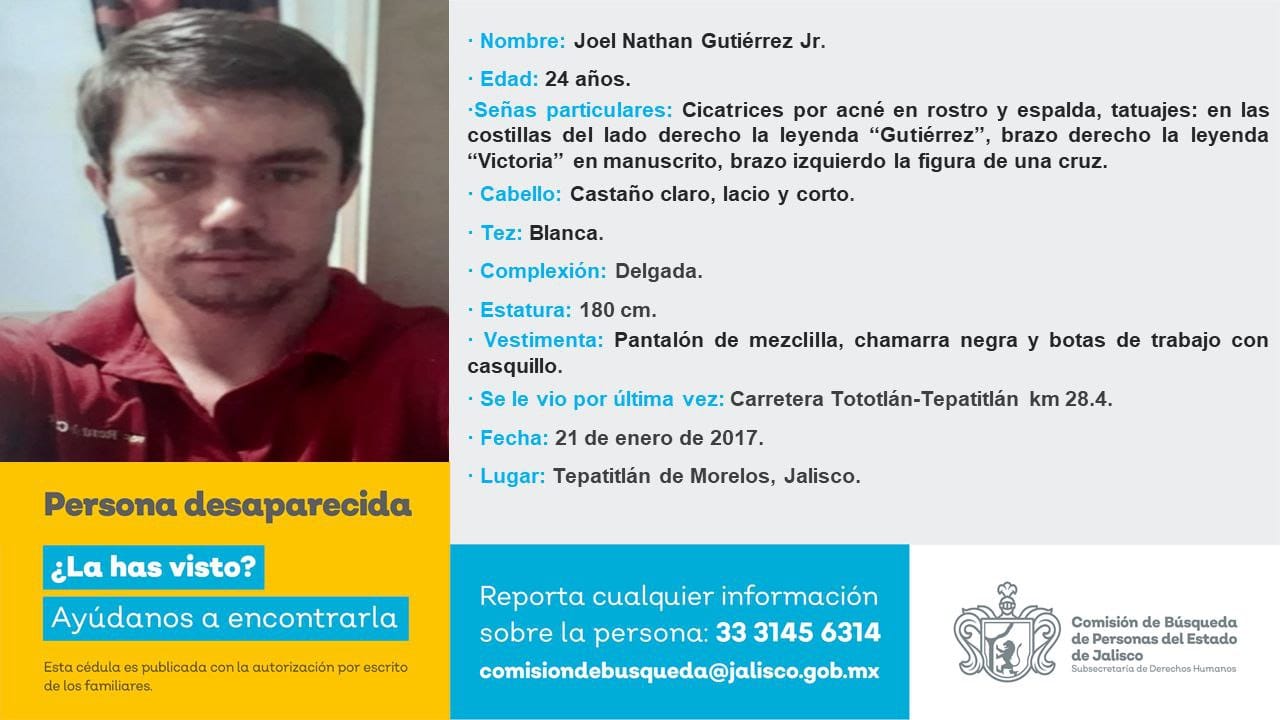 · Nombre: Joel Nathan Gutiérrez Jr.
· Edad: 24 años.
·Señas particulares: Cicatrices por acné en rostro y espalda, tatuajes: en las
costillas del lado derecho la leyenda “Gutiérrez”, brazo derecho la leyenda
“Victoria” en manuscrito, brazo izquierdo la figura de una cruz.
· Cabello: Castaño claro, lacio y corto.
· Tez: Blanca.
· Complexión: Delgada.
· Estatura: 180 cm.
· Vestimenta: Pantalón de mezclilla, chamarra negra y botas de trabajo con
casquillo.
· Se le vio por última vez: Carretera Tototlán-Tepatitlán km 28.4.
· Fecha: 21 de enero de 2017.
· Lugar: Tepatitlán de Morelos, Jalisco.
Persona desaparecida
¿La has visto?
Ayúdanos a encontrarla
Esta cédula es publicada con la autorización por escrito
de los familiares.
Reporta cualquier información
sobre la persona: 33 3145 6314
comisiondebusqueda@jalisco.gob.mx
Comisión de Búsqueda
de Personas del Estado
de Jalisco
Subsecretaría de Derechos Humanos